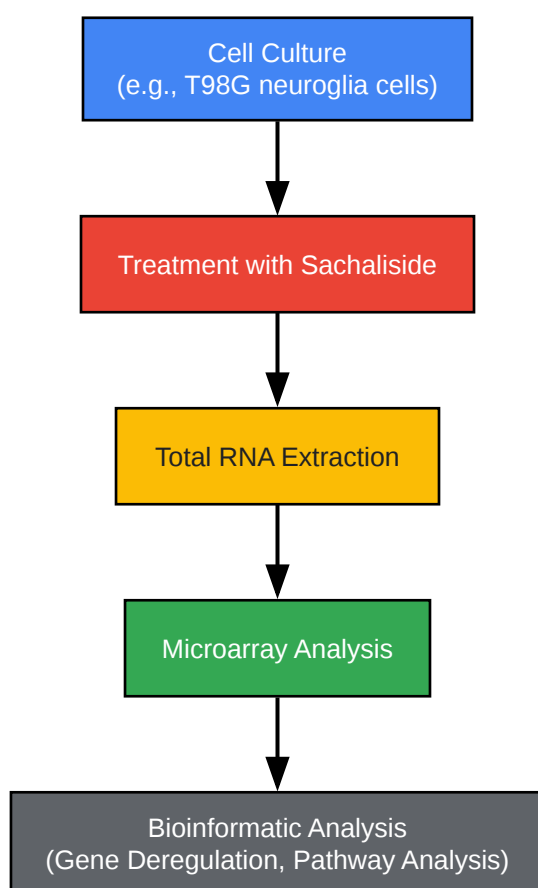 Cell Culture
(e.g., T98G neuroglia cells)
Treatment with Sachaliside
Total RNA Extraction
Microarray Analysis
Bioinformatic Analysis
(Gene Deregulation, Pathway Analysis)